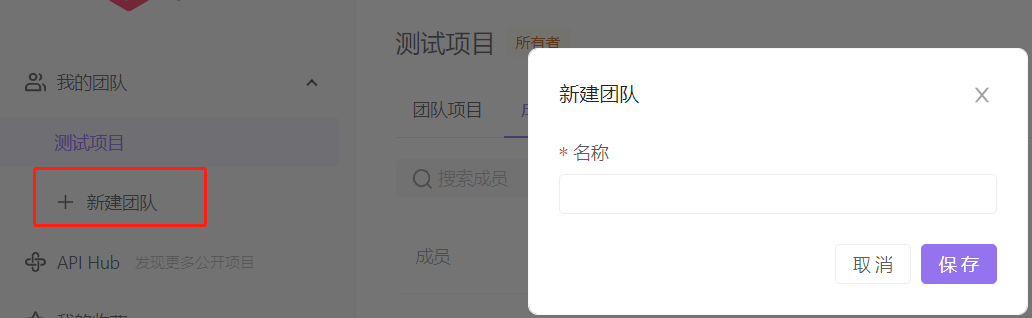 测试项目 所有者
我的团队
团队项目
测试项目
+ 新建团队
搜索成员
API Hub 发现更多公开项目
成员
新建团队
* 名称
取消 保存